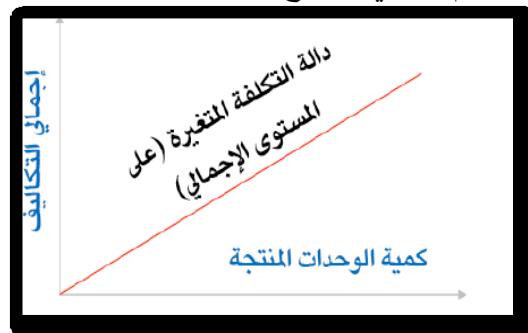 دالة التكلفة المتغيرة (على
المستوى الإجمالي)
إجمالي التكاليف
كمية الوحدات المنتجة